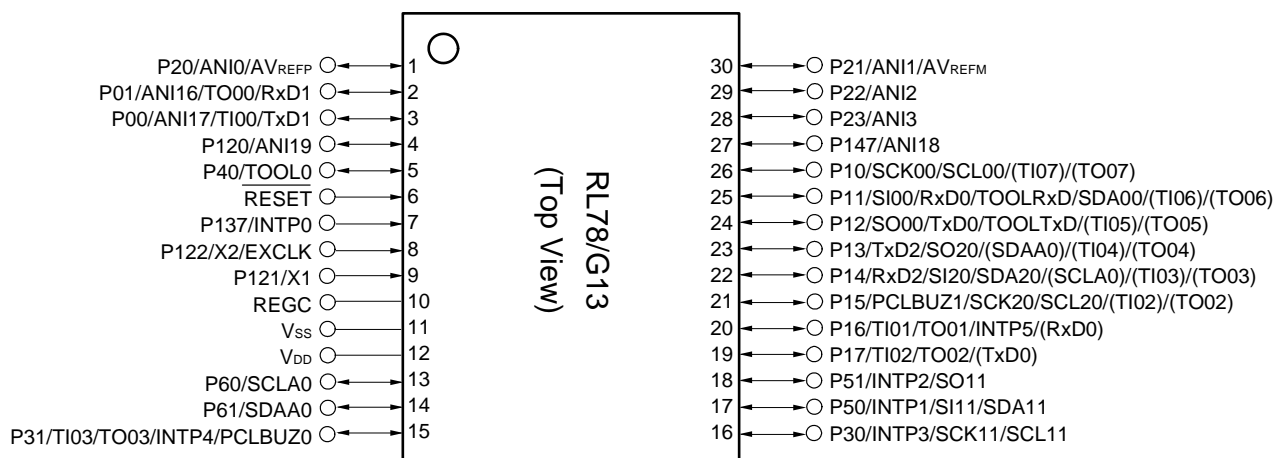 P20/ANI0/AVREFP 1 30 P21/ANI1/AVREFM
P01/ANI16/TO00/RxD1 2 29 P22/ANI2
P00/ANI17/TI00/TxD1 3 28 P23/ANI3
P120/ANI19 4 27 P147/ANI18
P40/TOOL0 5 26 P10/SCK00/SCL00/(TI07)/(TO07)
RESET 6 25 P11/SI00/RxD0/TOOLRxD/SDA00/(TI06)/(TO06)
P137/INTP0 7 24 P12/SO00/TxD0/TOOLTxD/(TI05)/(TO05)
P122/X2/EXCLK 8 23 P13/TxD2/SO20/(SDAA0)/(TI04)/(TO04)
P121/X1 9 22 P14/RxD2/SI20/SDA20/(SCLA0)/(TI03)/(TO03)
REGC 10 21 P15/PCLBUZ1/SCK20/SCL20/(TI02)/(TO02)
VSS 11 20 P16/TI01/TO01/INTP5/(RxD0)
VDD 12 19 P17/TI02/TO02/(TxD0)
P60/SCLA0 13 18 P51/INTP2/SO11
P61/SDAA0 14 17 P50/INTP1/SI11/SDA11
P31/TI03/TO03/INTP4/PCLBUZ0 15 16 P30/INTP3/SCK11/SCL11
RL78/G13
(Top View)